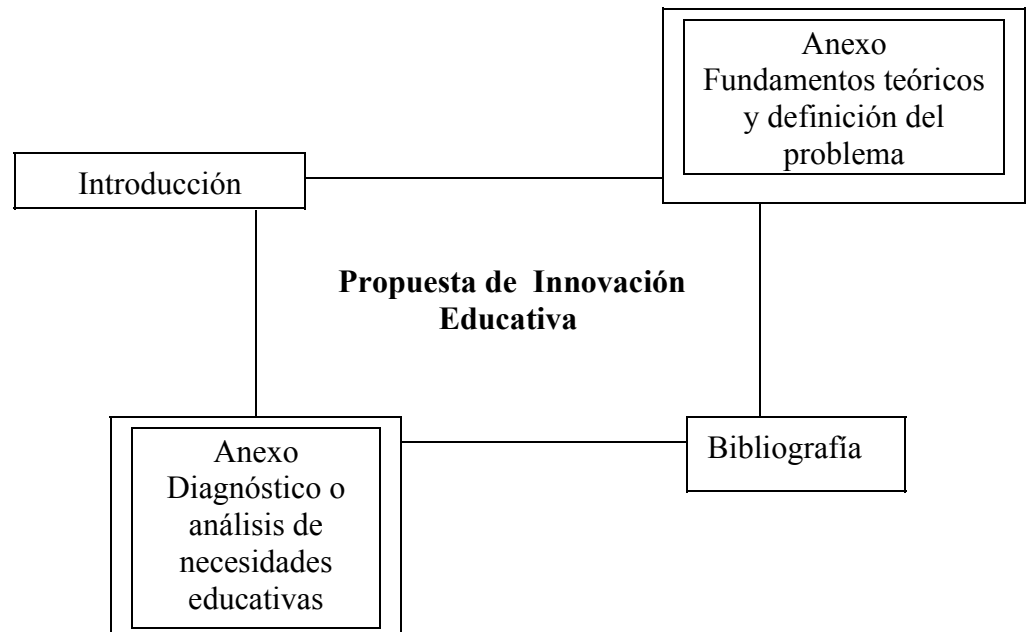 Anexo
Fundamentos teóricos
y definición del
problema
Introducción
Propuesta de Innovación
Educativa
Anexo
Diagnóstico o
análisis de
necesidades
educativas
Bibliografía